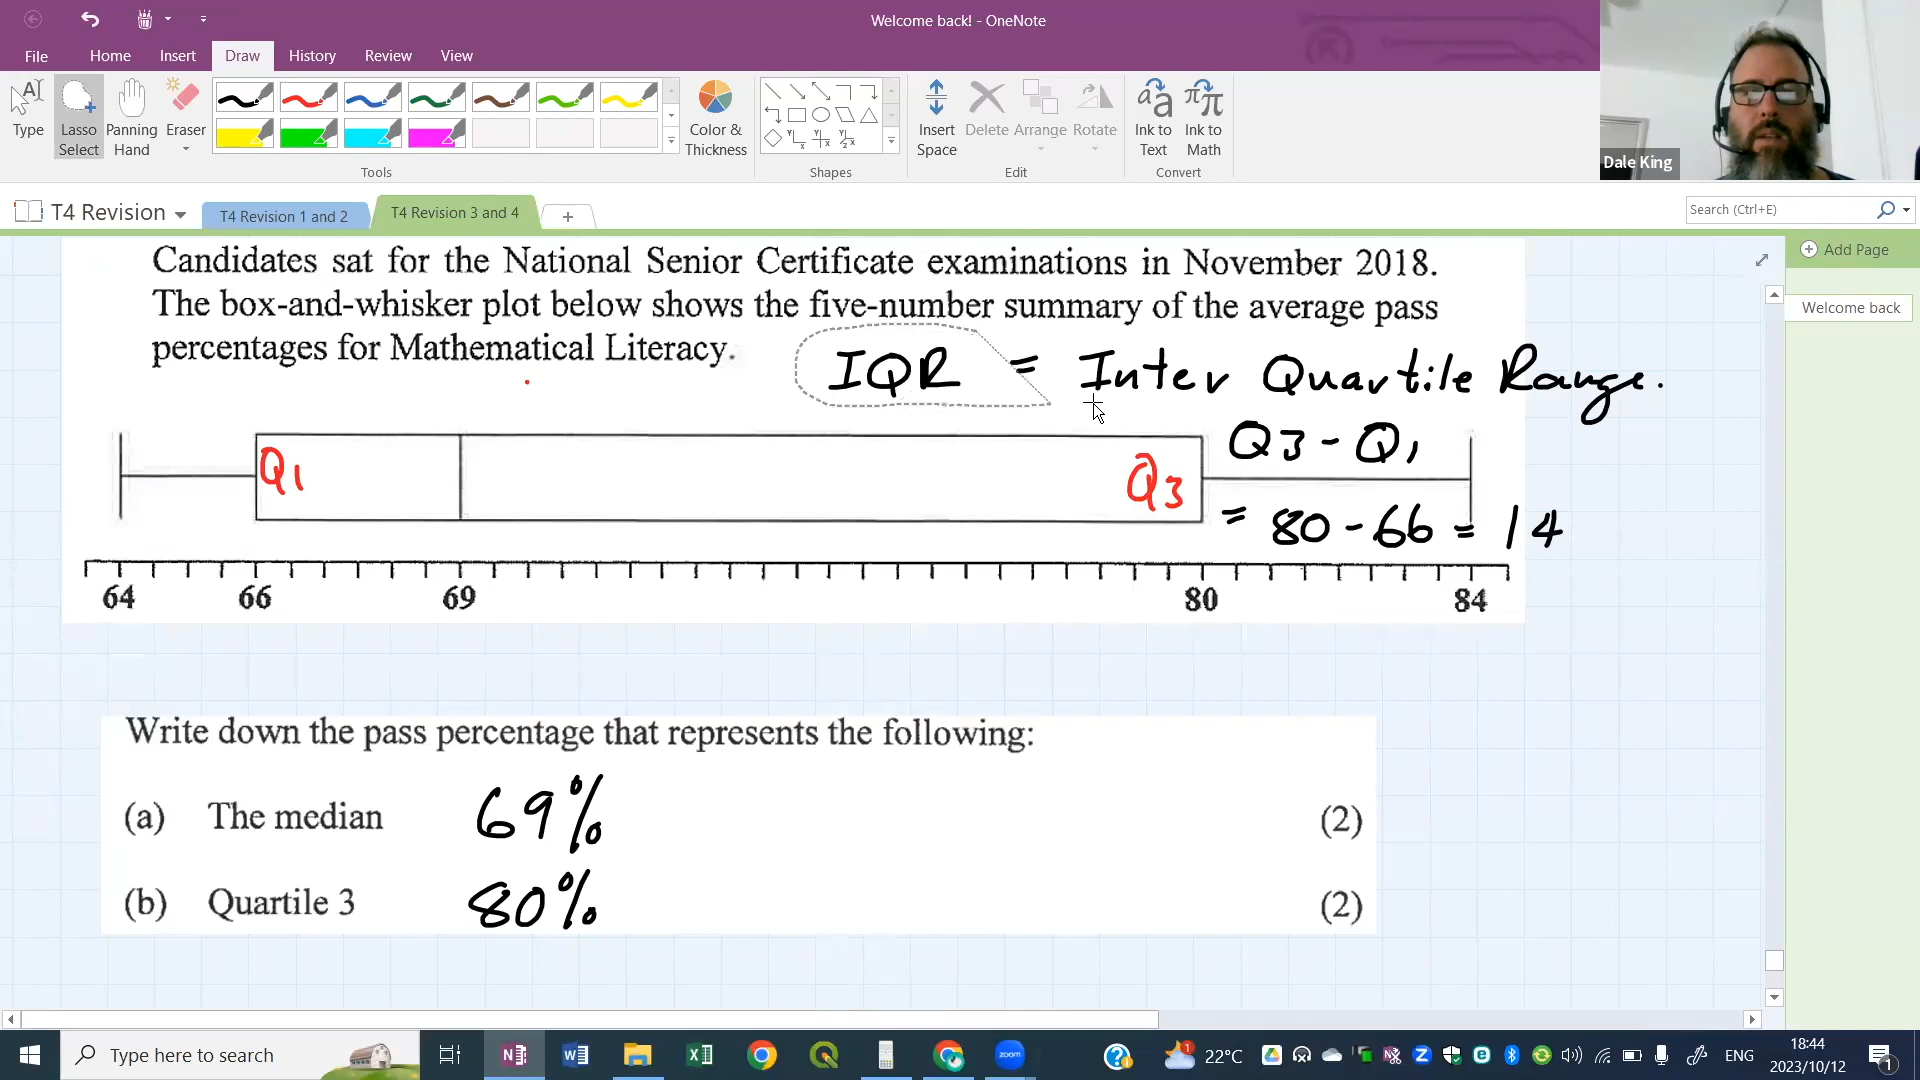 Welcome back! - OneNote
File Home Insert Draw History Review View
Type Lasso Select Panning Hand Eraser Color & Thickness Insert Space Delete Arrange Rotate Ink to Text Ink to Math
Tools Shapes Edit Convert
Dale King
T4 Revision T4 Revision 1 and 2 T4 Revision 3 and 4 Search (Ctrl+E)
Add Page
Welcome back
Candidates sat for the National Senior Certificate examinations in November 2018.
The box-and-whisker plot below shows the five-number summary of the average pass
percentages for Mathematical Literacy.
IQR = Inter Quartile Range.
Q3 - Q1
Q1 Q3
= 80 - 66 = 14
64 66 69 80 84
Write down the pass percentage that represents the following:
(a) The median 69% (2)
(b) Quartile 3 80% (2)
Type here to search
zoom
22°C
ENG
18:44
2023/10/12
1